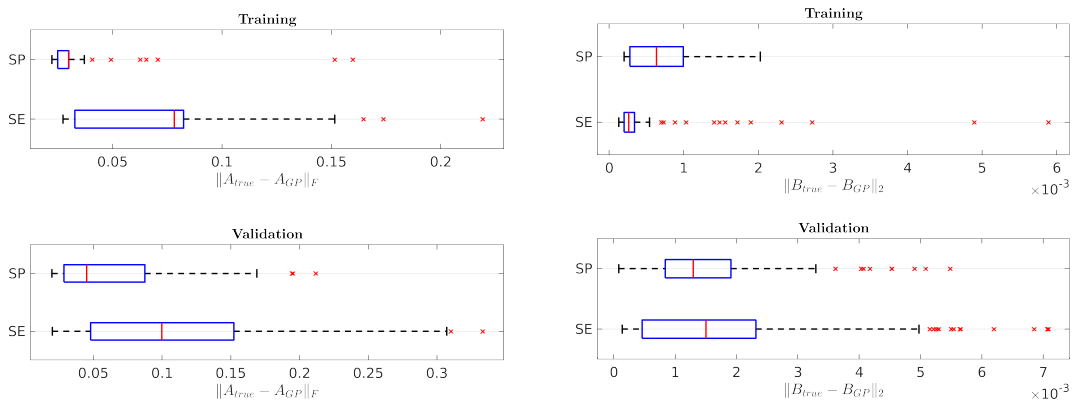 Training
SP
SE
0.05 0.1 0.15 0.2
‖A_true − A_GP‖_F
Training
SP
SE
0 1 2 3 4 5 6
‖B_true − B_GP‖_2 ×10^-3
Validation
SP
SE
0.05 0.1 0.15 0.2 0.25 0.3
‖A_true − A_GP‖_F
Validation
SP
SE
0 1 2 3 4 5 6 7
‖B_true − B_GP‖_2 ×10^-3